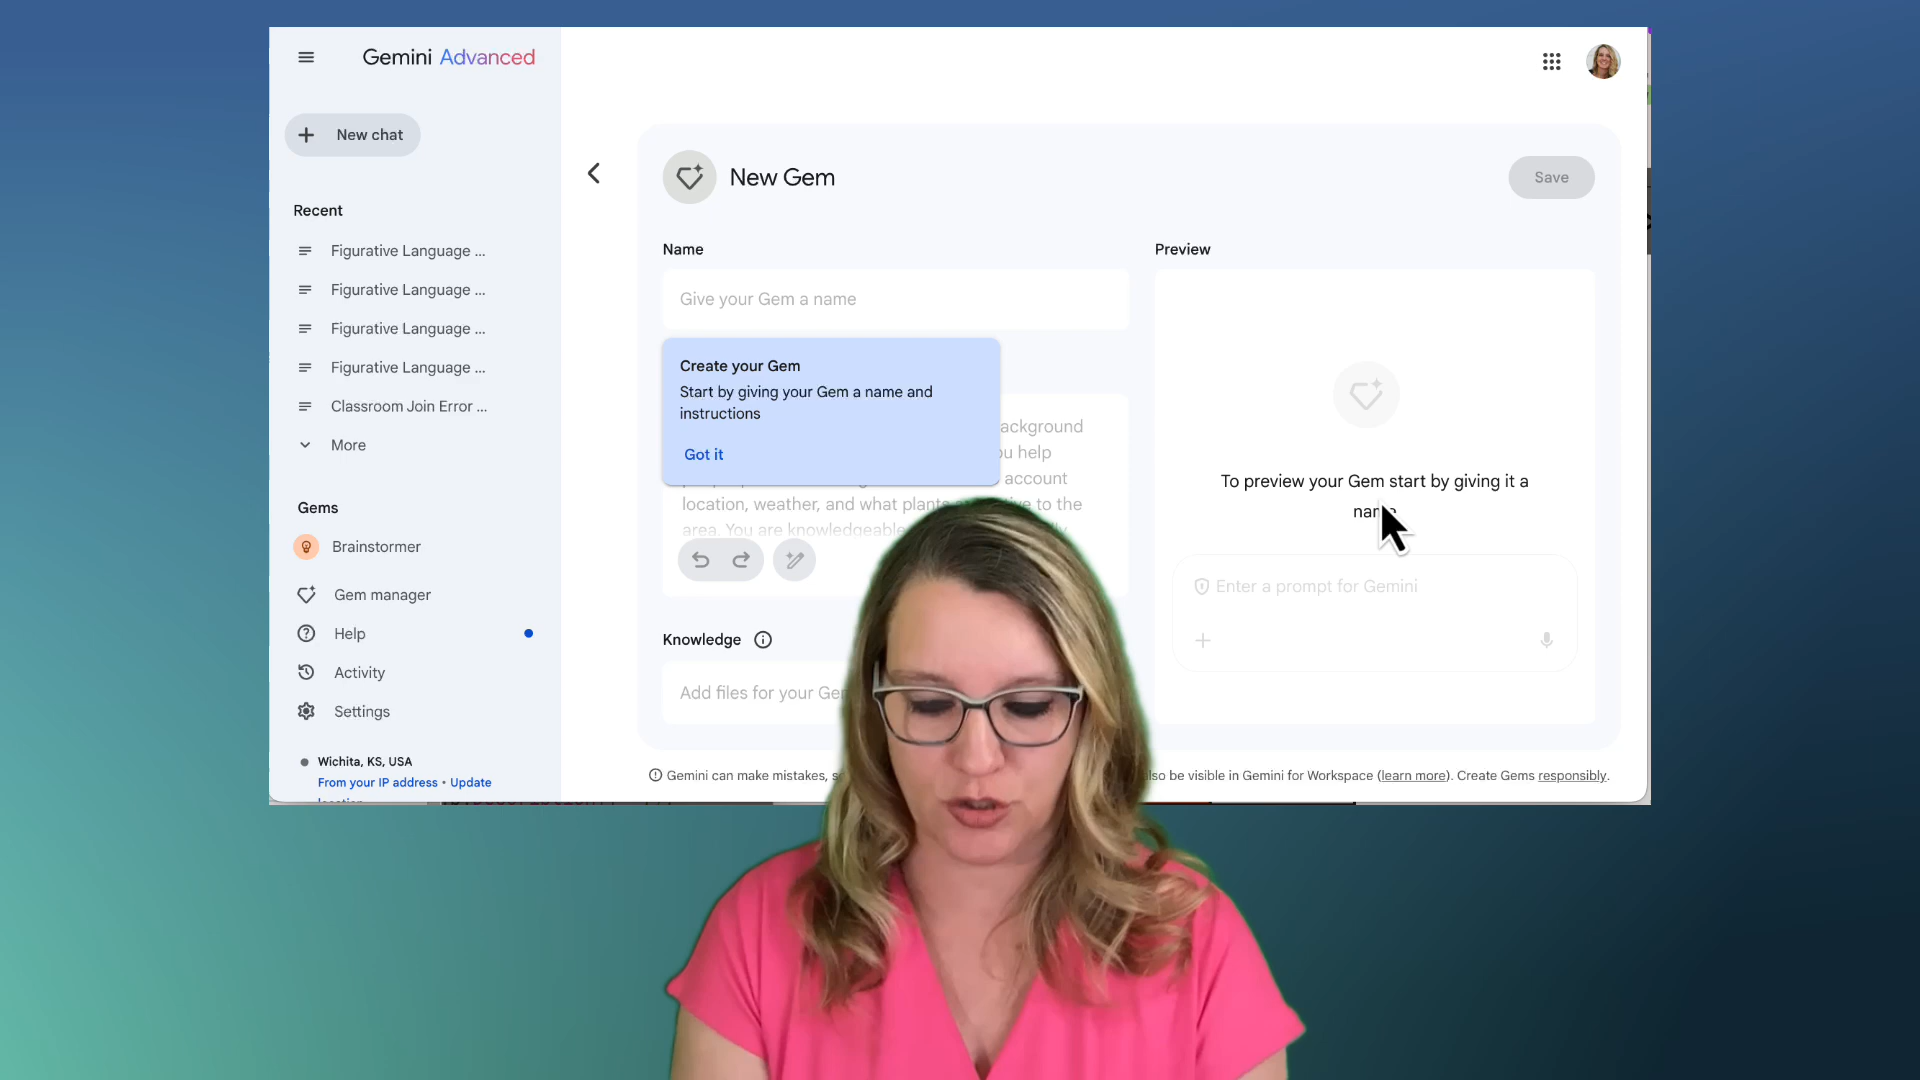 Gemini Advanced
New chat
Recent
Figurative Language ...
Figurative Language ...
Figurative Language ...
Figurative Language ...
Classroom Join Error ...
More
Gems
Brainstormer
Gem manager
Help
Activity
Settings
Wichita, KS, USA
From your IP address • Update
New Gem
Save
Name
Give your Gem a name
Create your Gem
Start by giving your Gem a name and
instructions
Got it
help
account
location, weather, and what plants to the
area. You are knowledgeable
Knowledge
Add files for your
Preview
To preview your Gem start by giving it a
name
Enter a prompt for Gemini
Gemini can make mistakes, be visible in Gemini for Workspace (learn more). Create Gems responsibly.